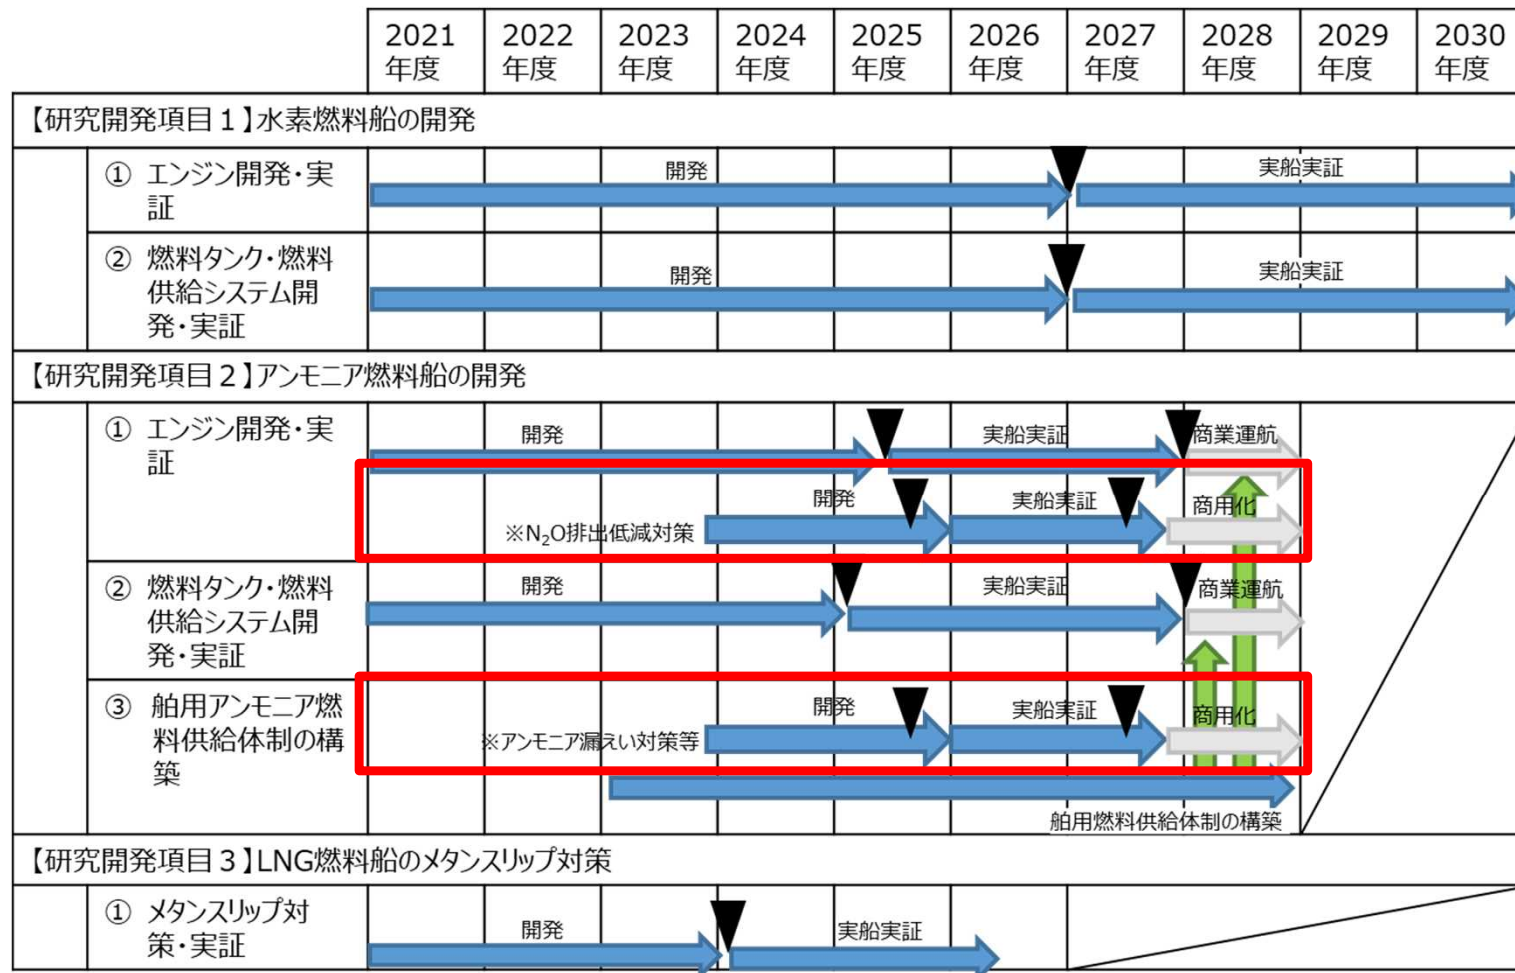 2021 2022 2023 2024 2025 2026 2027 2028 2029 2030
年度 年度 年度 年度 年度 年度 年度 年度 年度 年度
【研究開発項目１】水素燃料船の開発
① エンジン開発・実
証
開発 実船実証
② 燃料タンク・燃料
供給システム開
発・実証
開発 実船実証
【研究開発項目２】アンモニア燃料船の開発
① エンジン開発・実
証
開発 実船実証 商業運航
開発 実船実証 商用化
※N₂O排出低減対策
② 燃料タンク・燃料
供給システム開
発・実証
開発 実船実証 商業運航
③ 舶用アンモニア燃
料供給体制の構
築
開発 実船実証 商用化
※アンモニア漏えい対策等
舶用燃料供給体制の構築
【研究開発項目３】LNG燃料船のメタンスリップ対策
① メタンスリップ対
策・実証
開発 実船実証